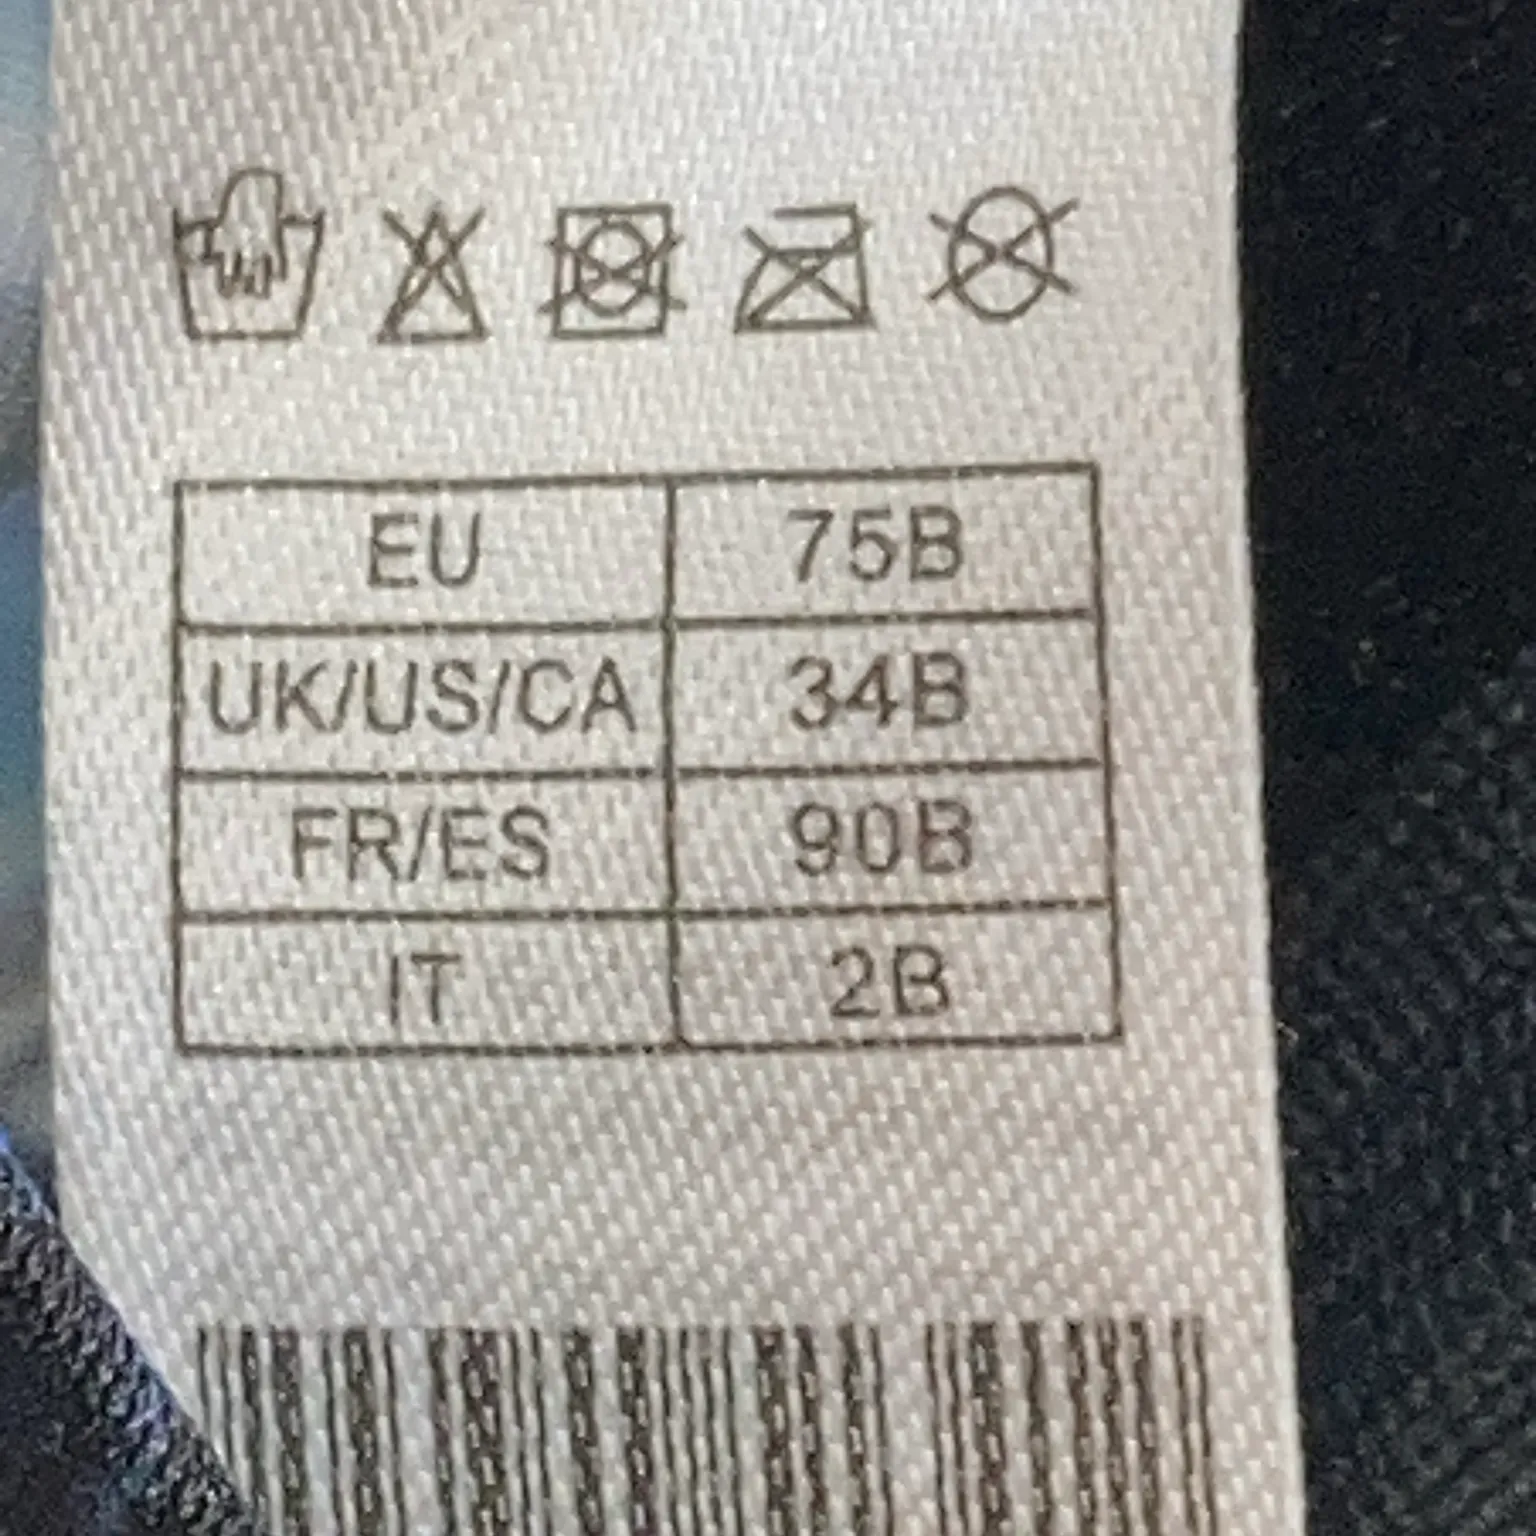 EU 75B
UK/US/CA 34B
FR/ES 90B
IT 2B